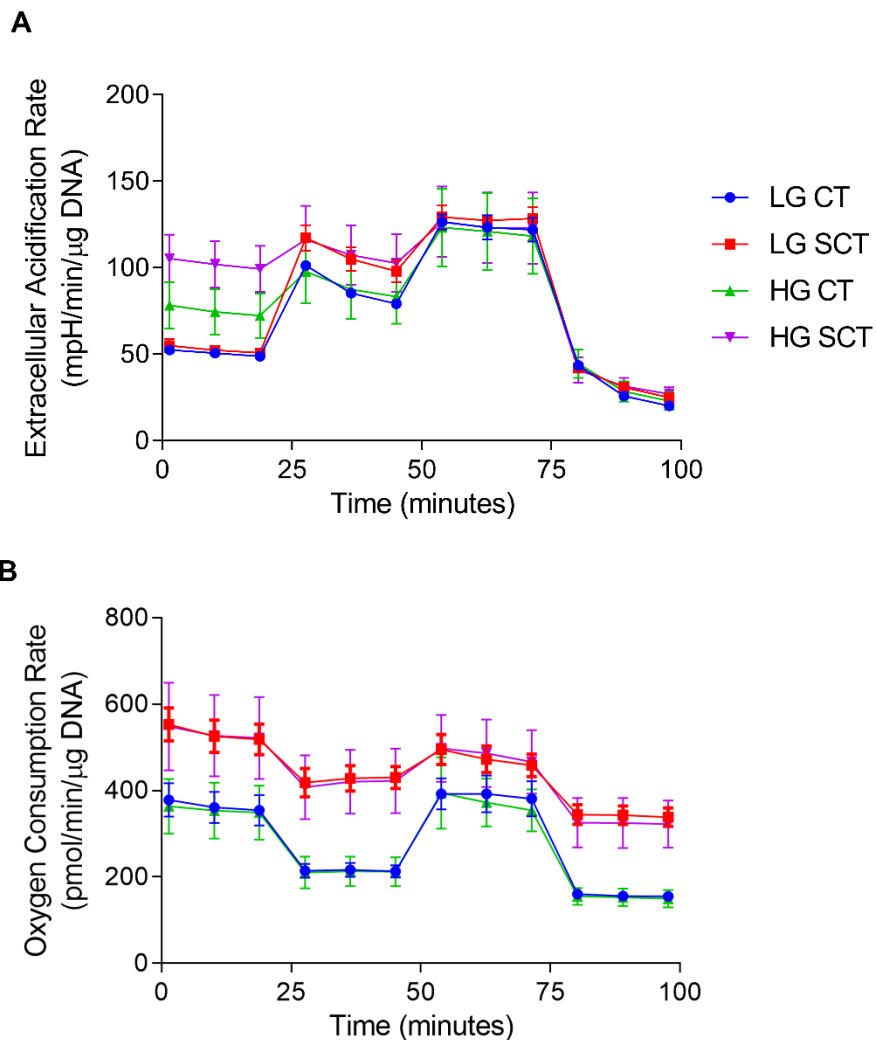 A
Extracellular Acidification Rate
(mpH/min/μg DNA)
200
150
100
50
0
0 25 50 75 100
Time (minutes)
LG CT
LG SCT
HG CT
HG SCT
B
Oxygen Consumption Rate
(pmol/min/μg DNA)
800
600
400
200
0
0 25 50 75 100
Time (minutes)